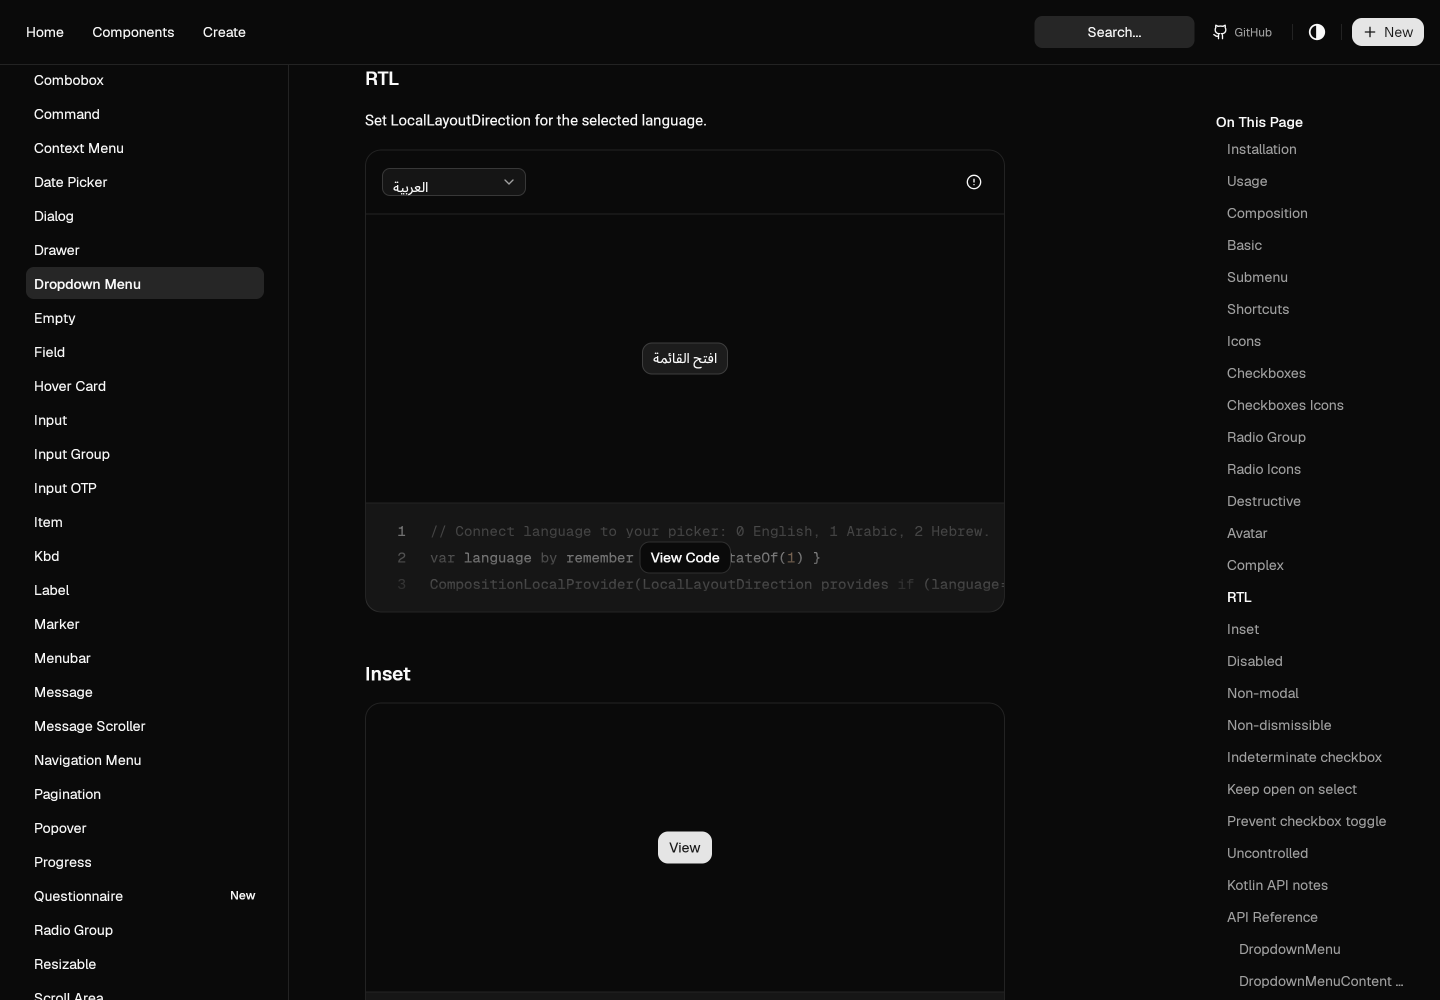 Home
Components
Create
Search...
GitHub
New
Combobox
Command
Context Menu
Date Picker
Dialog
Drawer
Dropdown Menu
Empty
Field
Hover Card
Input
Input Group
Input OTP
Item
Kbd
Label
Marker
Menubar
Message
Message Scroller
Navigation Menu
Pagination
Popover
Progress
Questionnaire New
Radio Group
Resizable
Scroll Area
RTL
Set LocalLayoutDirection for the selected language.
العربية
افتح القائمة
1 // Connect language to your picker: 0 English, 1 Arabic, 2 Hebrew.
2 var language by remember tateOf(1) }
View Code
3 CompositionLocalProvider(LocalLayoutDirection provides if (language=
Inset
View
On This Page
Installation
Usage
Composition
Basic
Submenu
Shortcuts
Icons
Checkboxes
Checkboxes Icons
Radio Group
Radio Icons
Destructive
Avatar
Complex
RTL
Inset
Disabled
Non-modal
Non-dismissible
Indeterminate checkbox
Keep open on select
Prevent checkbox toggle
Uncontrolled
Kotlin API notes
API Reference
DropdownMenu
DropdownMenuContent …